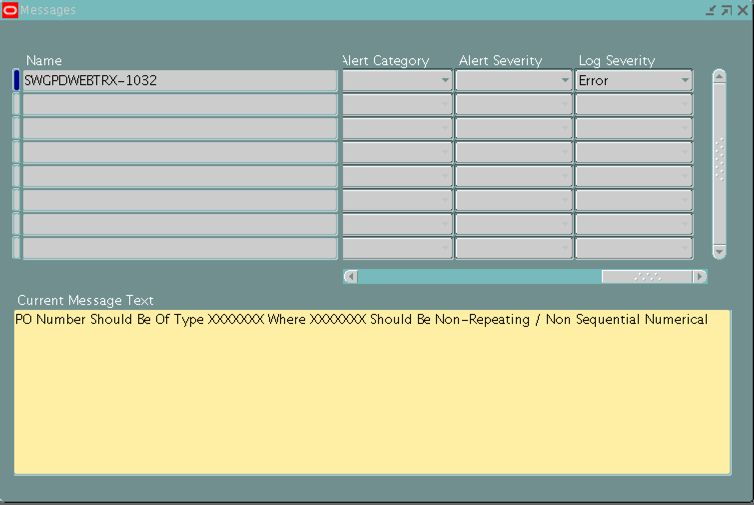 Messages
Name
Alert Category
Alert Severity
Log Severity
SWGPDWEBTRX-1032
Error
Current Message Text
PO Number Should Be Of Type XXXXXXX Where XXXXXXX Should Be Non-Repeating / Non Sequential Numerical